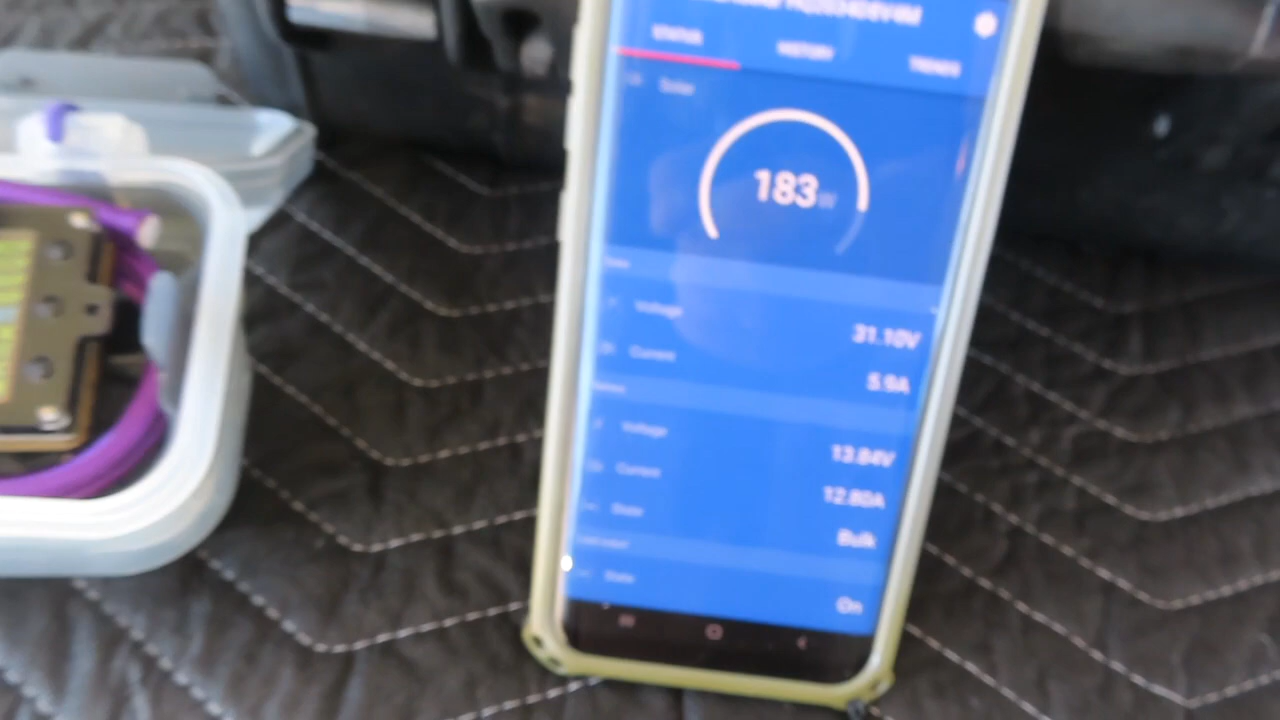 STATUS HISTORY TRENDS
Solar
183W
Voltage 31.10V
Current 5.9A
Voltage 13.84V
Current 12.80A
State Bulk
State On